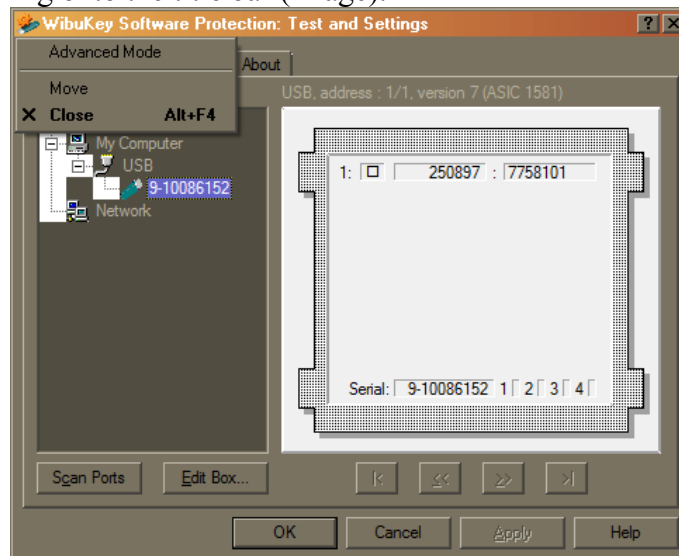 WibuKey Software Protection: Test and Settings
Advanced Mode
About
Move
USB, address : 1/1, version 7 (ASIC 1581)
Close Alt+F4
My Computer
1: 250897 : 7758101
USB
9-10086152
Network
Serial: 9-10086152 1 2 3 4
Scan Ports Edit Box... |< << >> >|
OK Cancel Apply Help